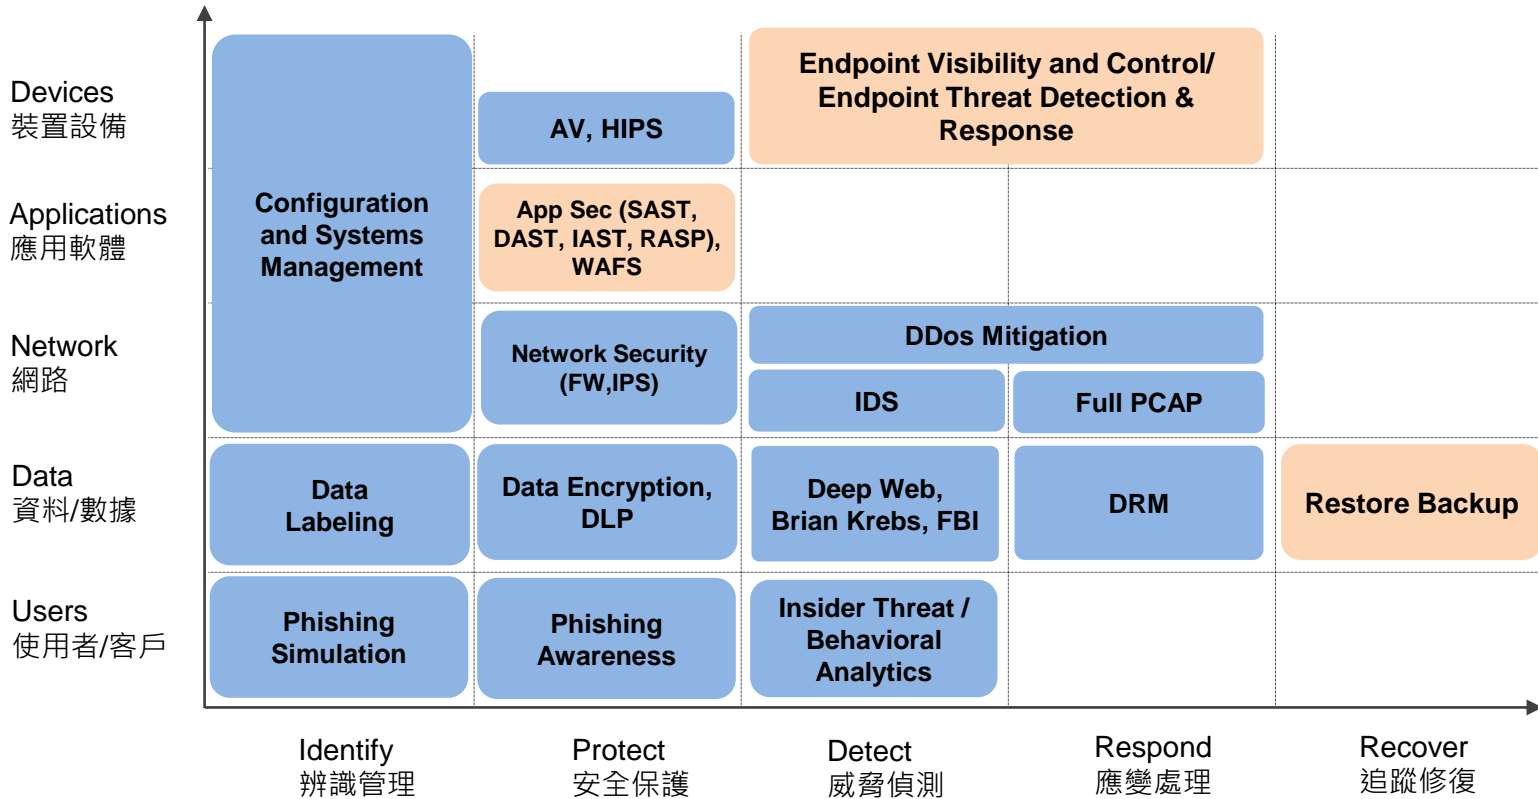 Devices
裝置設備
Configuration
and Systems
Management
AV, HIPS
Endpoint Visibility and Control/
Endpoint Threat Detection &
Response
Applications
應用軟體
App Sec (SAST,
DAST, IAST, RASP),
WAFS
Network
網路
Network Security
(FW,IPS)
DDos Mitigation
IDS
Full PCAP
Data
資料/數據
Data
Labeling
Data Encryption,
DLP
Deep Web,
Brian Krebs, FBI
DRM
Restore Backup
Users
使用者/客戶
Phishing
Simulation
Phishing
Awareness
Insider Threat /
Behavioral
Analytics
Identify
辨識管理
Protect
安全保護
Detect
威脅偵測
Respond
應變處理
Recover
追蹤修復